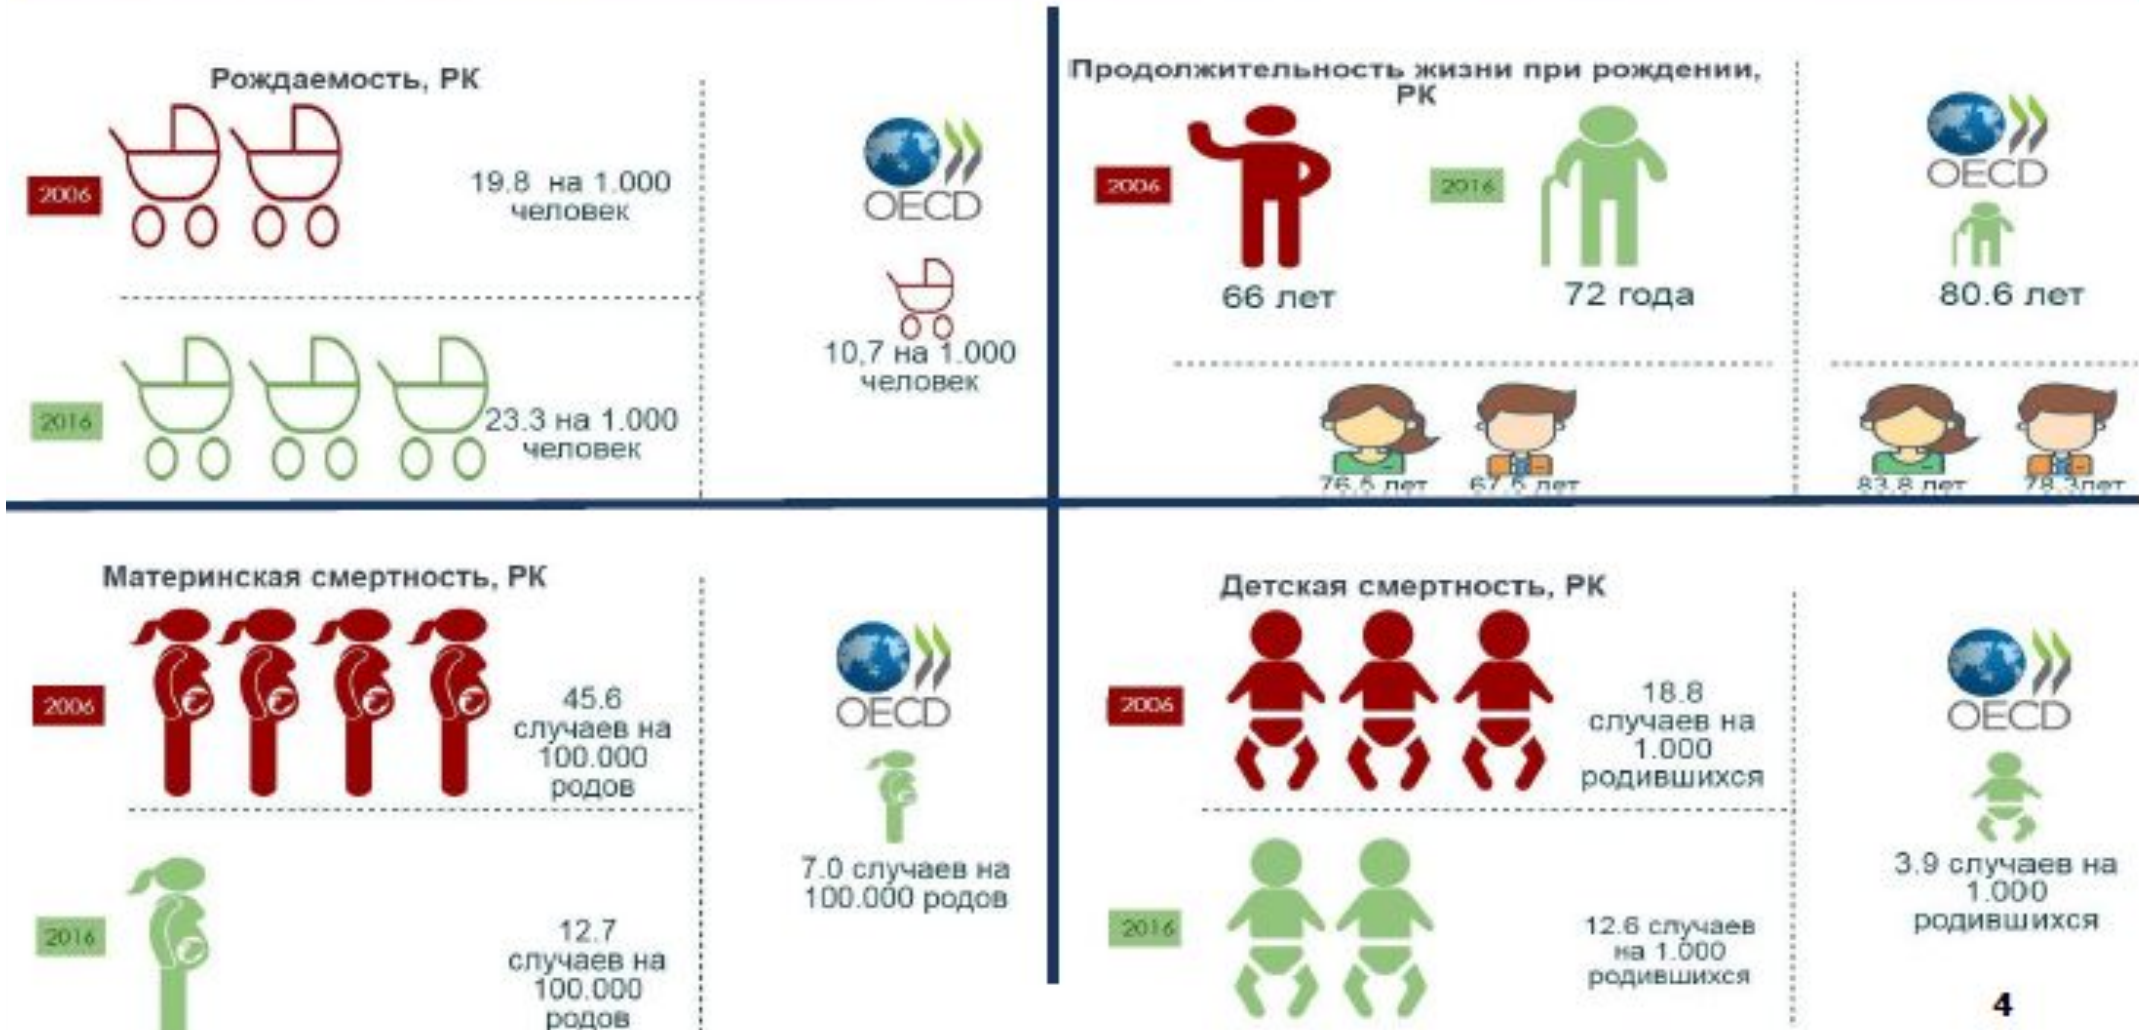 Рождаемость, РК
2006
19.8 на 1.000
человек
2016
23.3 на 1.000
человек
OECD
10,7 на 1.000
человек
Продолжительность жизни при рождении,
РК
2006
66 лет
2016
72 года
76,5 лет
67,5 лет
OECD
80.6 лет
83,8 лет
78,3лет
Материнская смертность, РК
2006
45.6
случаев на
100.000
родов
2016
12.7
случаев на
100.000
родов
OECD
7.0 случаев на
100.000 родов
Детская смертность, РК
2006
18.8
случаев на
1.000
родившихся
2016
12.6 случаев
на 1.000
родившихся
OECD
3.9 случаев на
1.000
родившихся
4